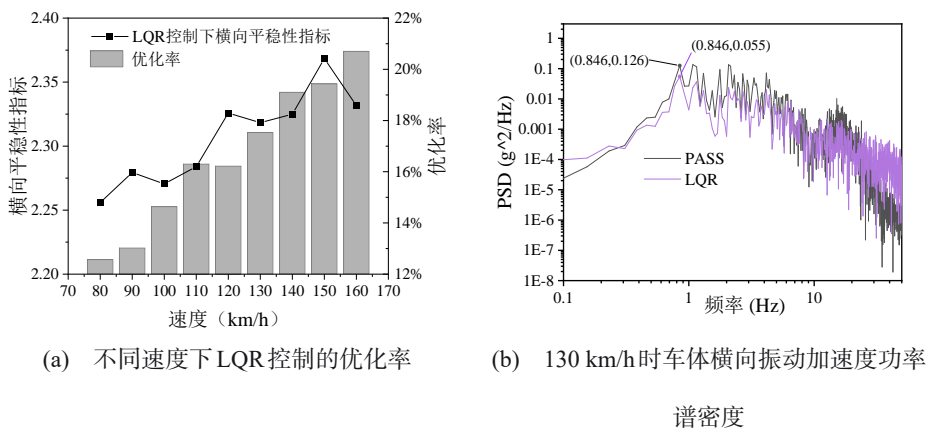 2.40
2.35
2.30
2.25
2.20
横向平稳性指标
LQR控制下横向平稳性指标
优化率
22%
20%
18%
16%
14%
12%
优化率
70 80 90 100 110 120 130 140 150 160 170
速度（km/h）
(a) 不同速度下LQR控制的优化率
1
0.1
0.01
0.001
1E-4
1E-5
1E-6
1E-7
1E-8
PSD (g^2/Hz)
(0.846,0.055)
(0.846,0.126)
PASS
LQR
0.1 1 10
频率 (Hz)
(b) 130 km/h时车体横向振动加速度功率
谱密度